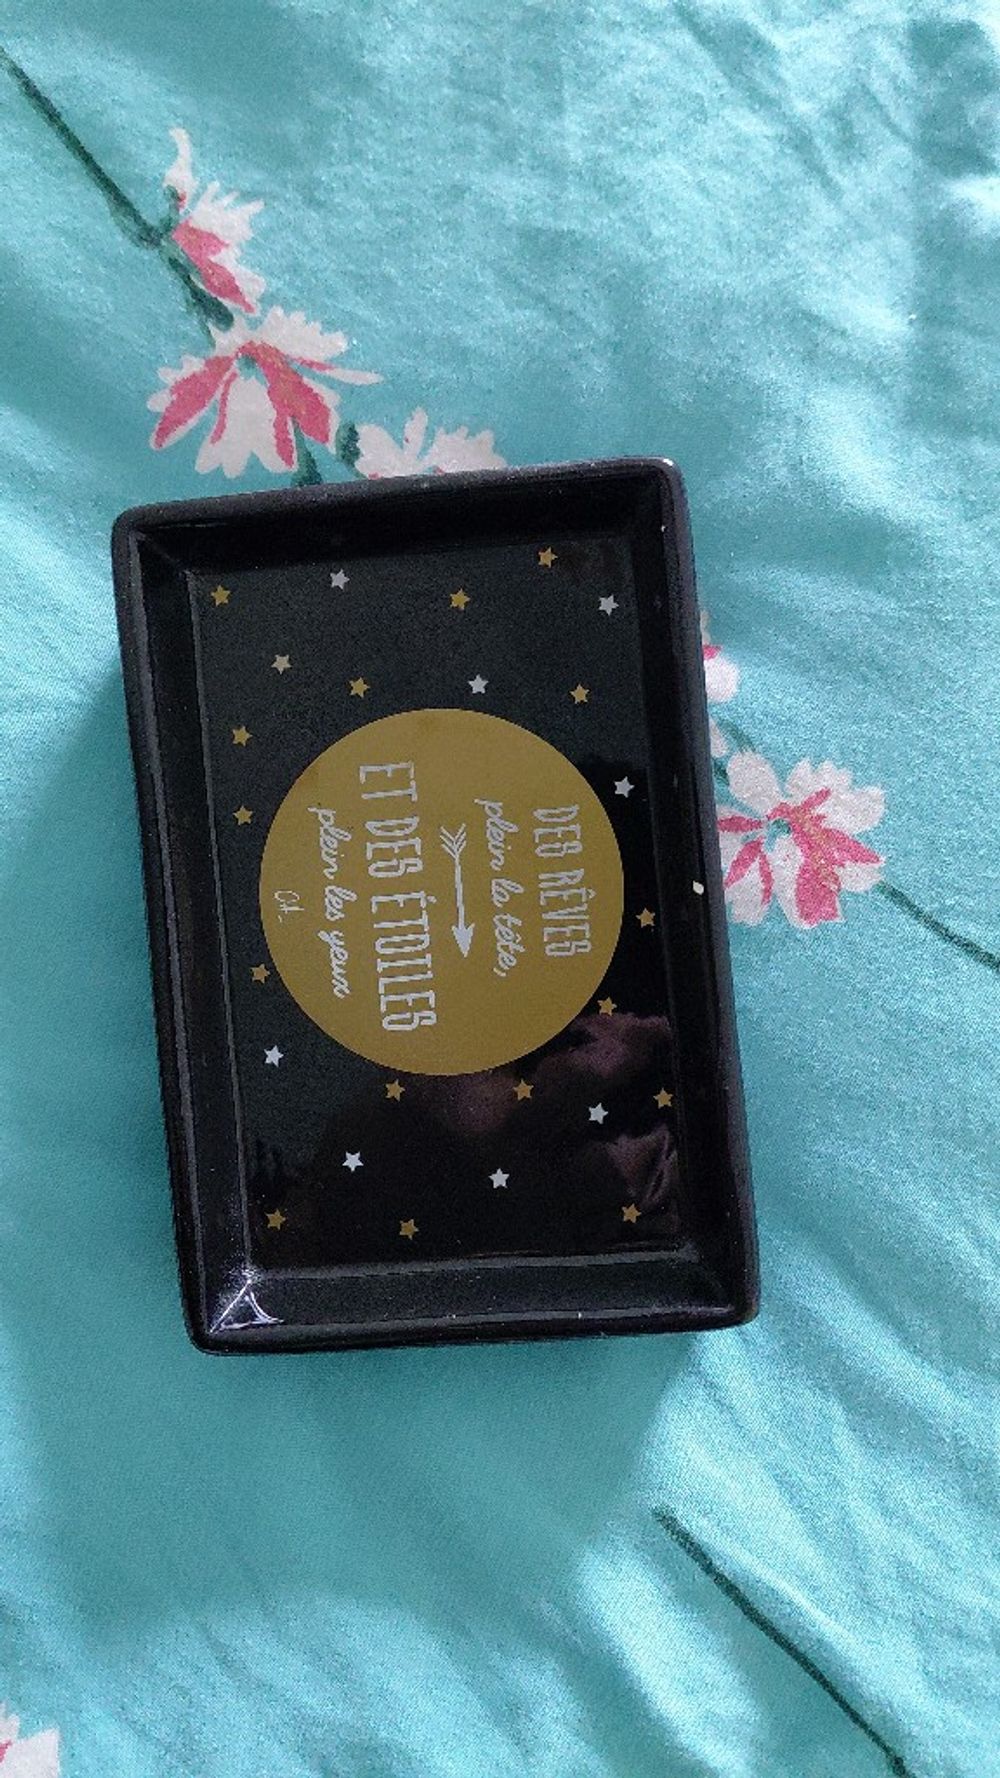 DES RÊVES
plein la tête,
ET DES ÉTOILES
plein les yeux